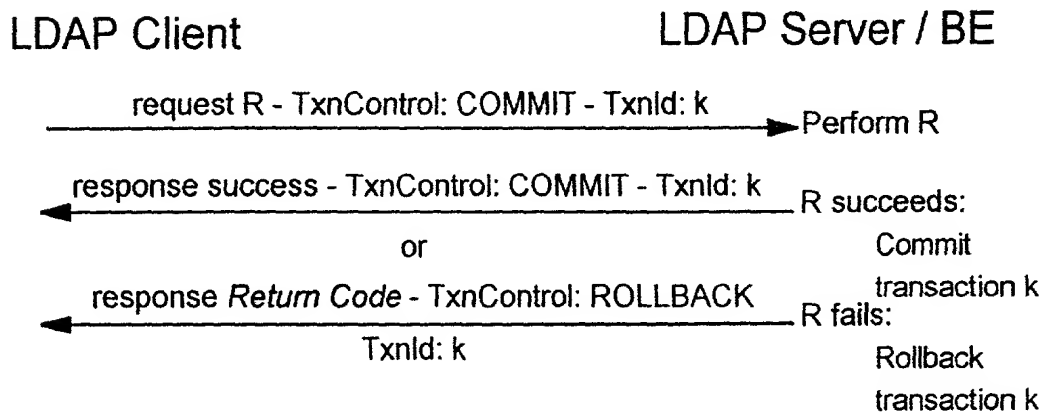 LDAP Client
LDAP Server / BE
request R - TxnControl: COMMIT - TxnId: k
Perform R
response success - TxnControl: COMMIT - TxnId: k
R succeeds:
Commit
transaction k
or
response Return Code - TxnControl: ROLLBACK
TxnId: k
R fails:
Rollback
transaction k